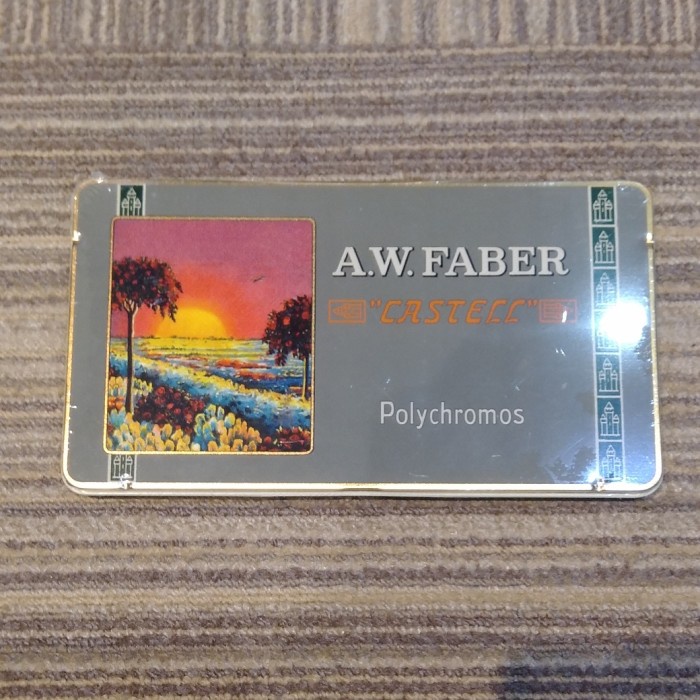 A.W. FABER
"CASTELL"
Polychromos